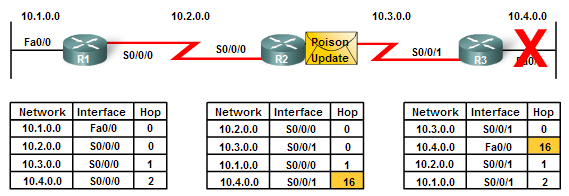 10.1.0.0 10.2.0.0 10.3.0.0 10.4.0.0
Fa0/0 R1 S0/0/0 S0/0/0 R2 Poison Update S0/0/1 R3 Fa0/0
Network Interface Hop
10.1.0.0 Fa0/0 0
10.2.0.0 S0/0/0 0
10.3.0.0 S0/0/0 1
10.4.0.0 S0/0/0 2
Network Interface Hop
10.2.0.0 S0/0/0 0
10.3.0.0 S0/0/1 0
10.1.0.0 S0/0/0 1
10.4.0.0 S0/0/1 16
Network Interface Hop
10.3.0.0 S0/0/1 0
10.4.0.0 Fa0/0 16
10.2.0.0 S0/0/1 1
10.1.0.0 S0/0/1 2